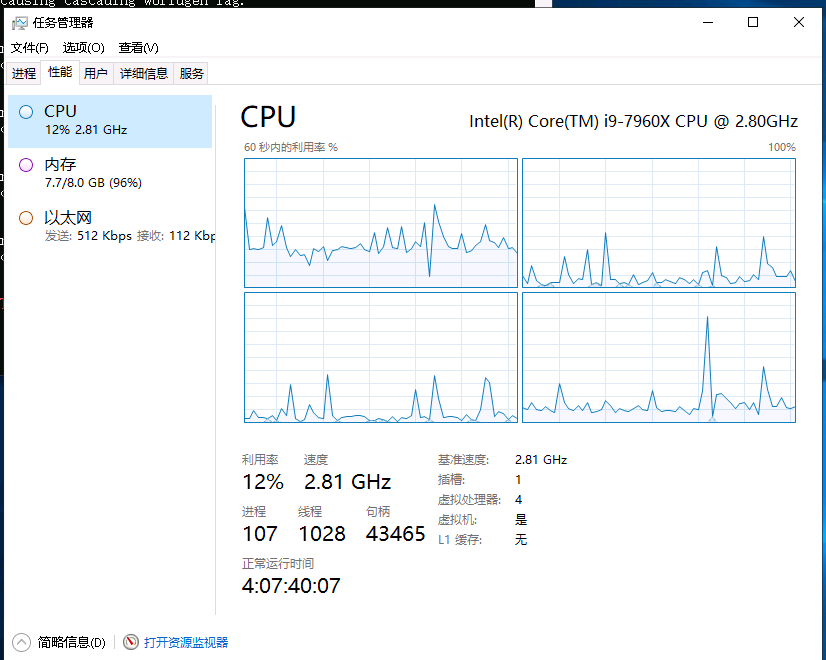 causing cascading worldgen lag.
任务管理器
文件(F) 选项(O) 查看(V)
进程 性能 用户 详细信息 服务
CPU
12% 2.81 GHz
内存
7.7/8.0 GB (96%)
以太网
发送: 512 Kbps 接收: 112 Kbp
CPU
Intel(R) Core(TM) i9-7960X CPU @ 2.80GHz
60 秒内的利用率 % 100%
利用率 速度
12% 2.81 GHz
进程 线程 句柄
107 1028 43465
正常运行时间
4:07:40:07
基准速度: 2.81 GHz
插槽: 1
虚拟处理器: 4
虚拟机: 是
L1 缓存: 无
简略信息(D) 打开资源监视器